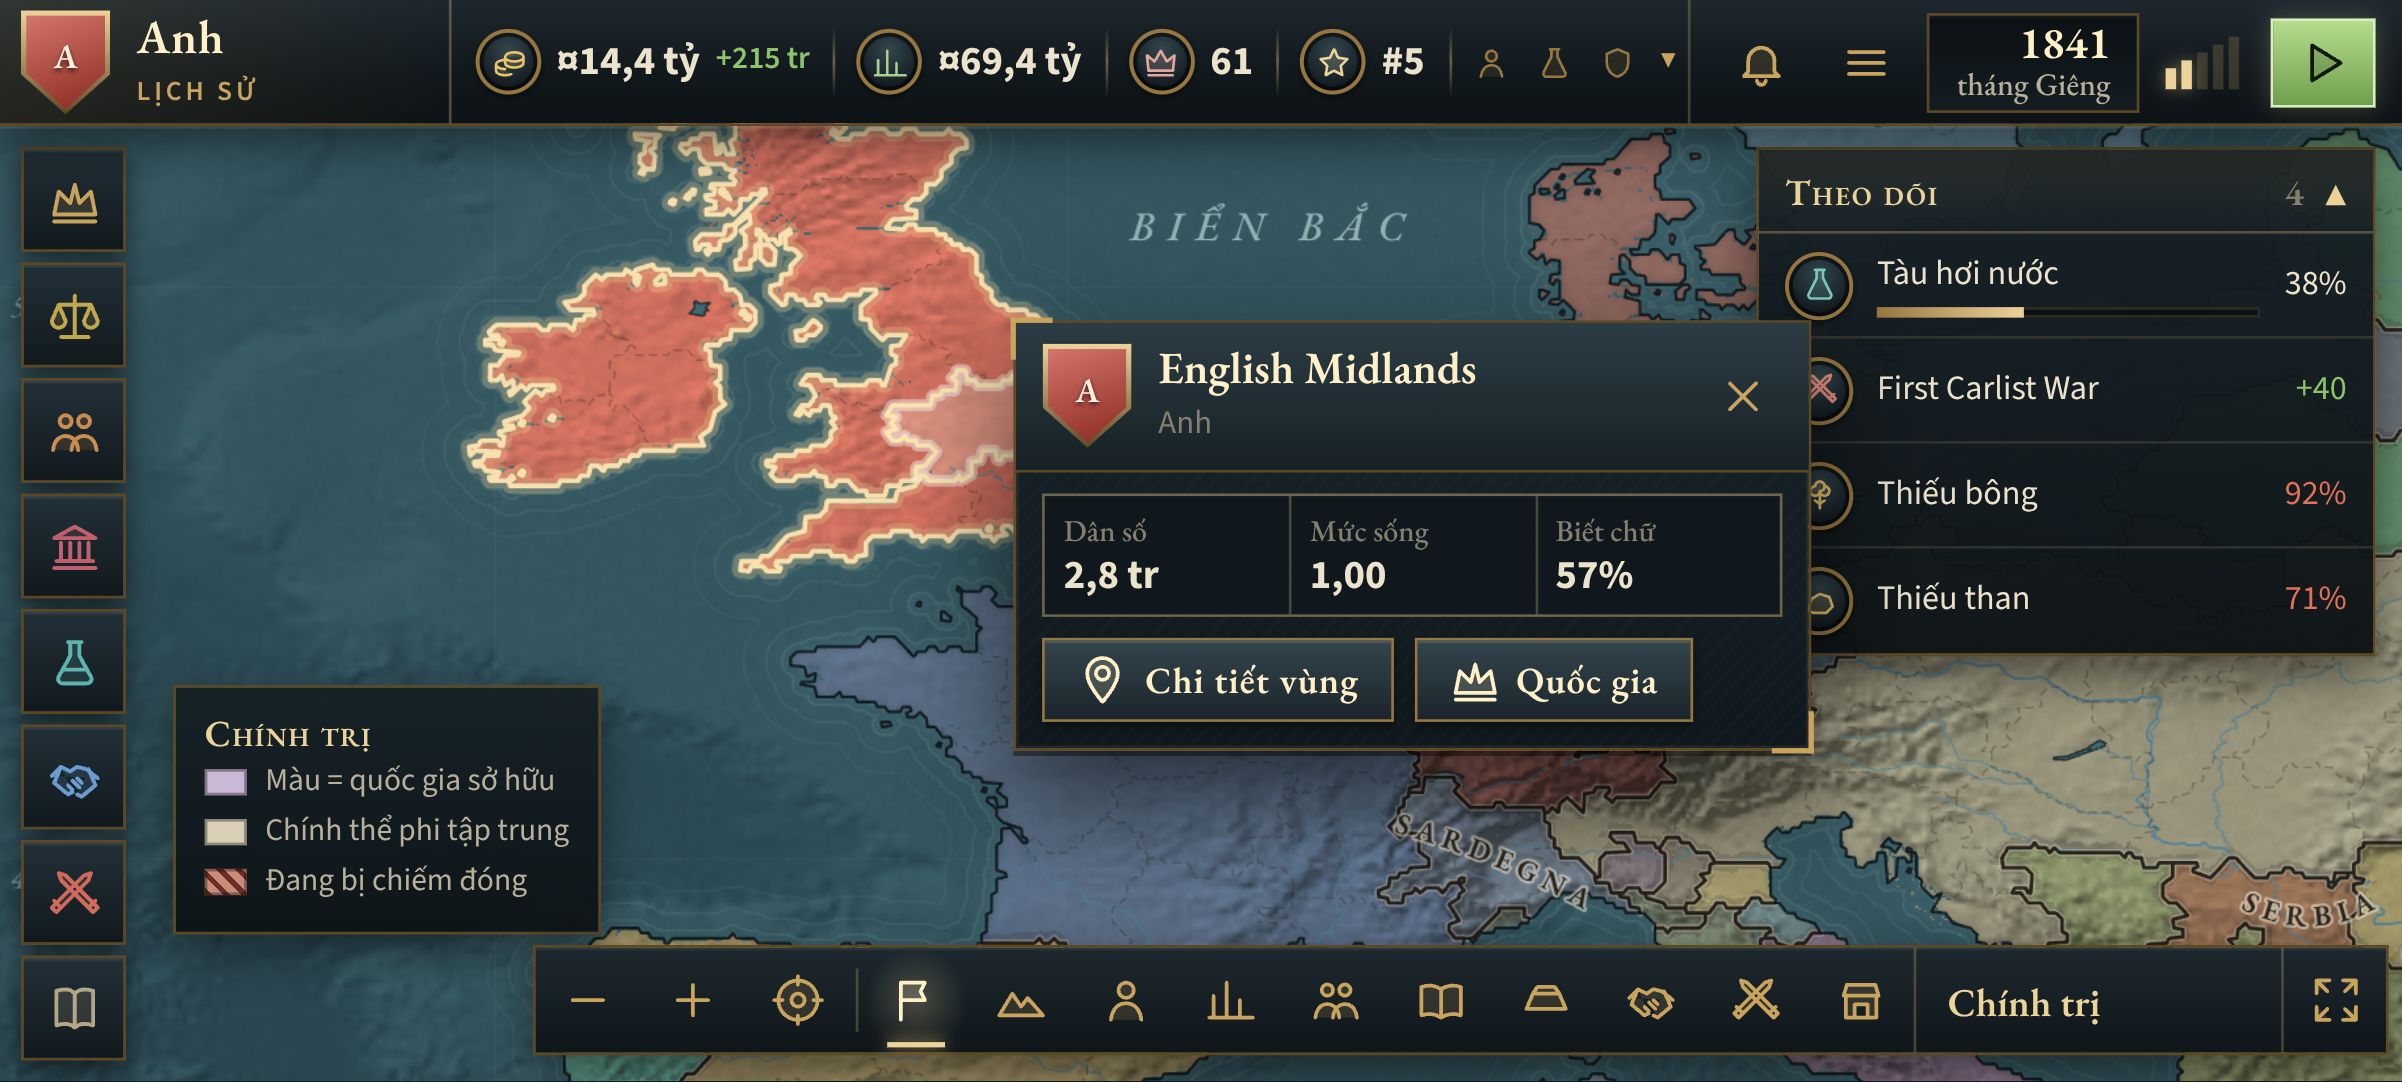 A
Anh
LỊCH SỬ
¤14,4 tỷ +215 tr
¤69,4 tỷ
61
#5
1841
tháng Giêng
BIỂN BẮC
THEO DÕI
4 ▲
Tàu hơi nước
38%
First Carlist War
+40
Thiếu bông
92%
Thiếu than
71%
A
English Midlands
Anh
Dân số
2,8 tr
Mức sống
1,00
Biết chữ
57%
Chi tiết vùng
Quốc gia
CHÍNH TRỊ
Màu = quốc gia sở hữu
Chính thể phi tập trung
Đang bị chiếm đóng
SARDEGNA
SERBIA
Chính trị